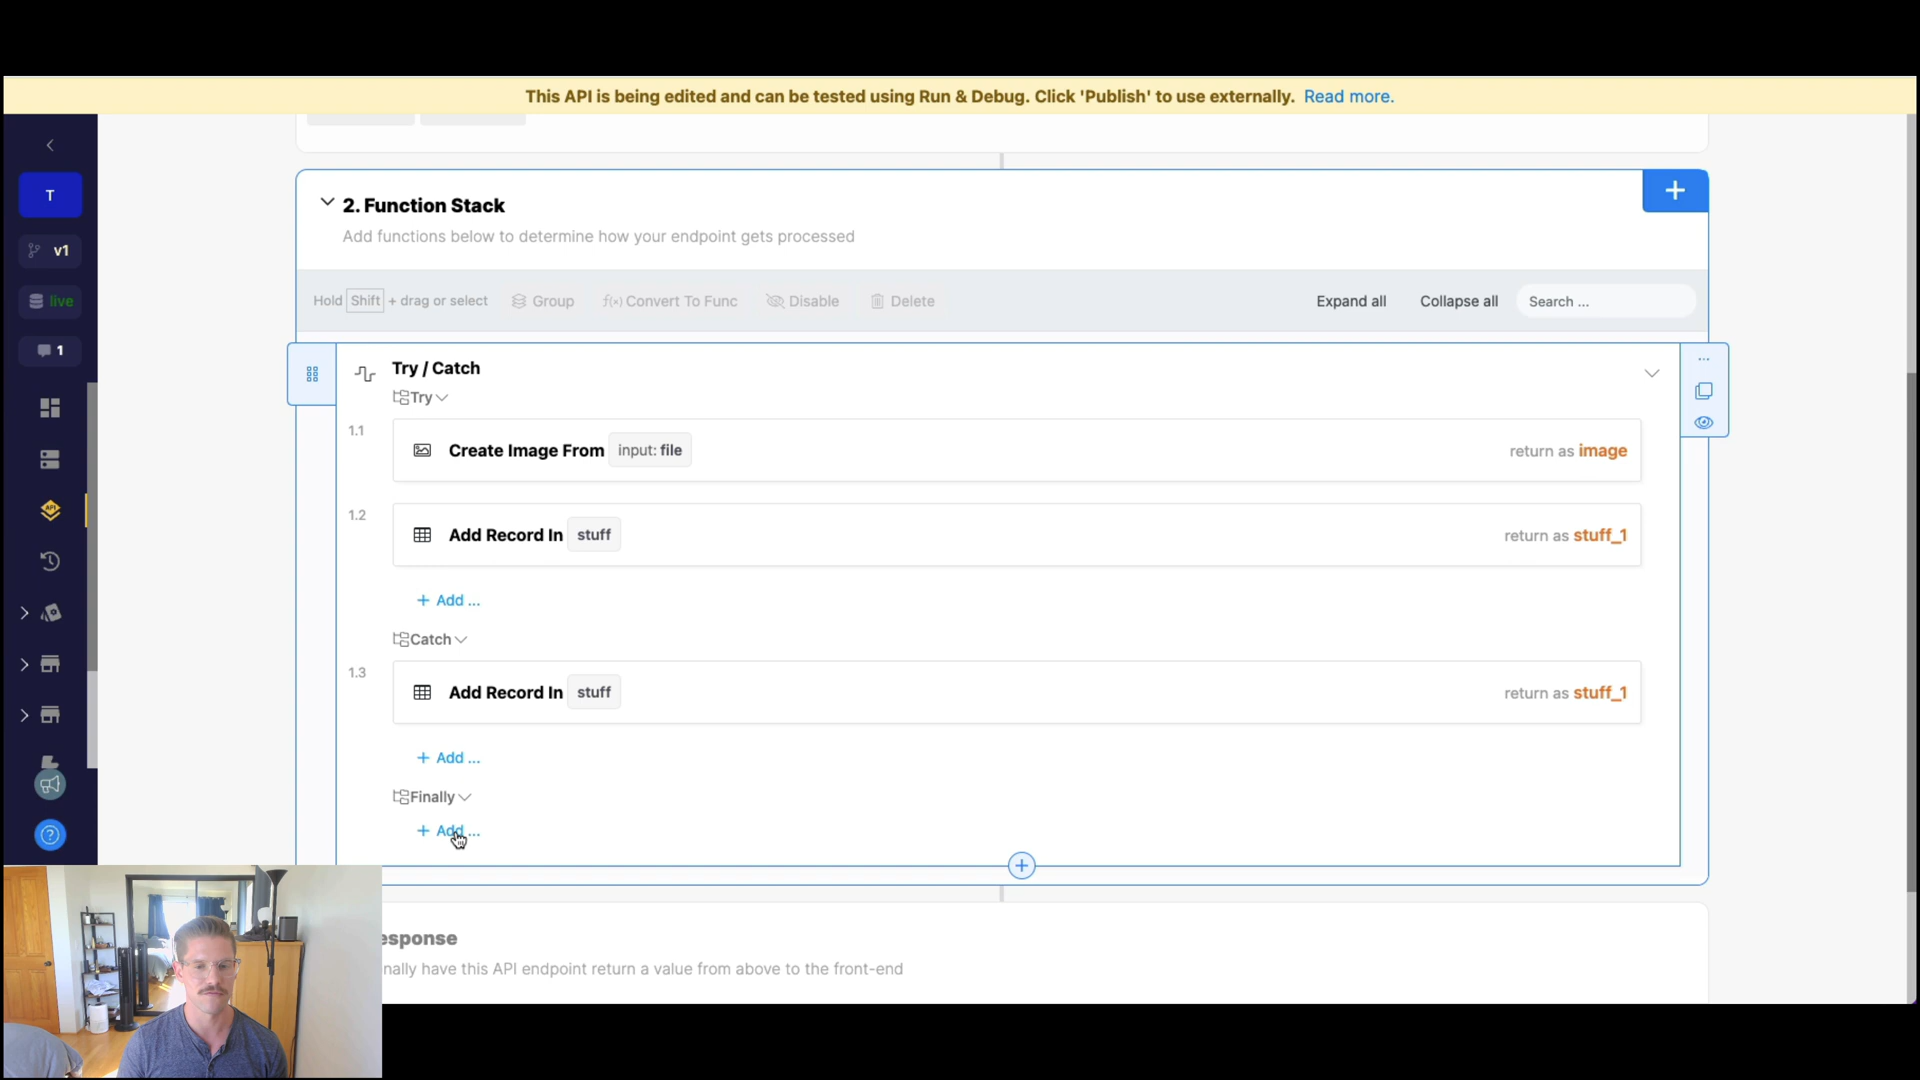 This API is being edited and can be tested using Run & Debug. Click 'Publish' to use externally. Read more.
T
v1
live
1
API
2. Function Stack
Add functions below to determine how your endpoint gets processed
Hold Shift + drag or select Group f(x) Convert To Func Disable Delete Expand all Collapse all Search ...
Try / Catch
Try
1.1 Create Image From input: file return as image
1.2 Add Record In stuff return as stuff_1
+ Add ...
Catch
1.3 Add Record In stuff return as stuff_1
+ Add ...
Finally
+ Add ...
esponse
nally have this API endpoint return a value from above to the front-end